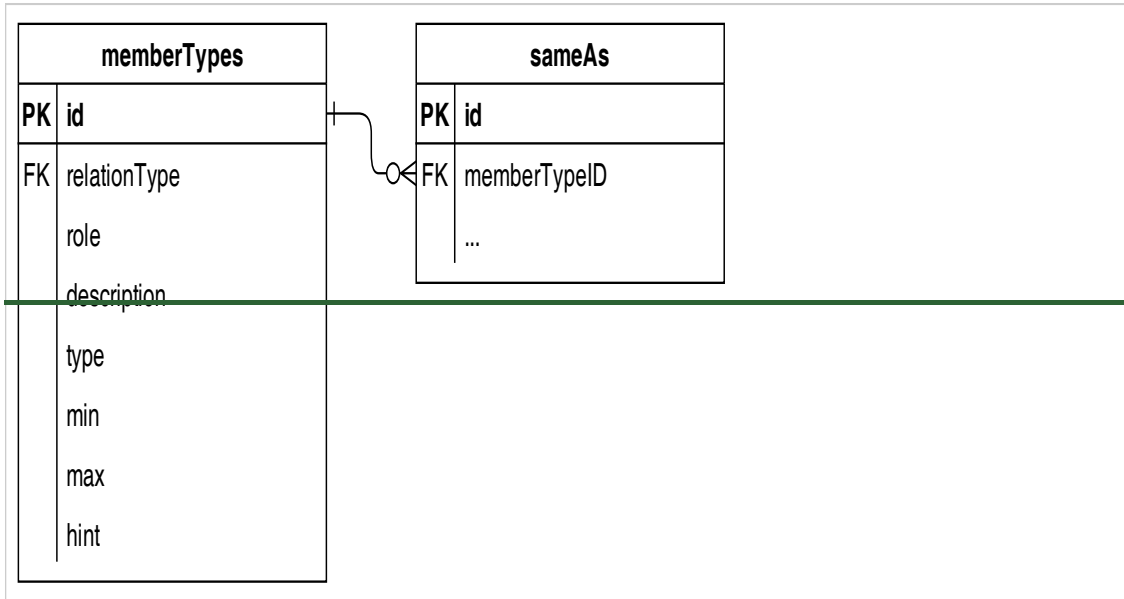 memberTypes
PK id
FK relationType
role
description
type
min
max
hint
sameAs
PK id
FK memberTypeID
...